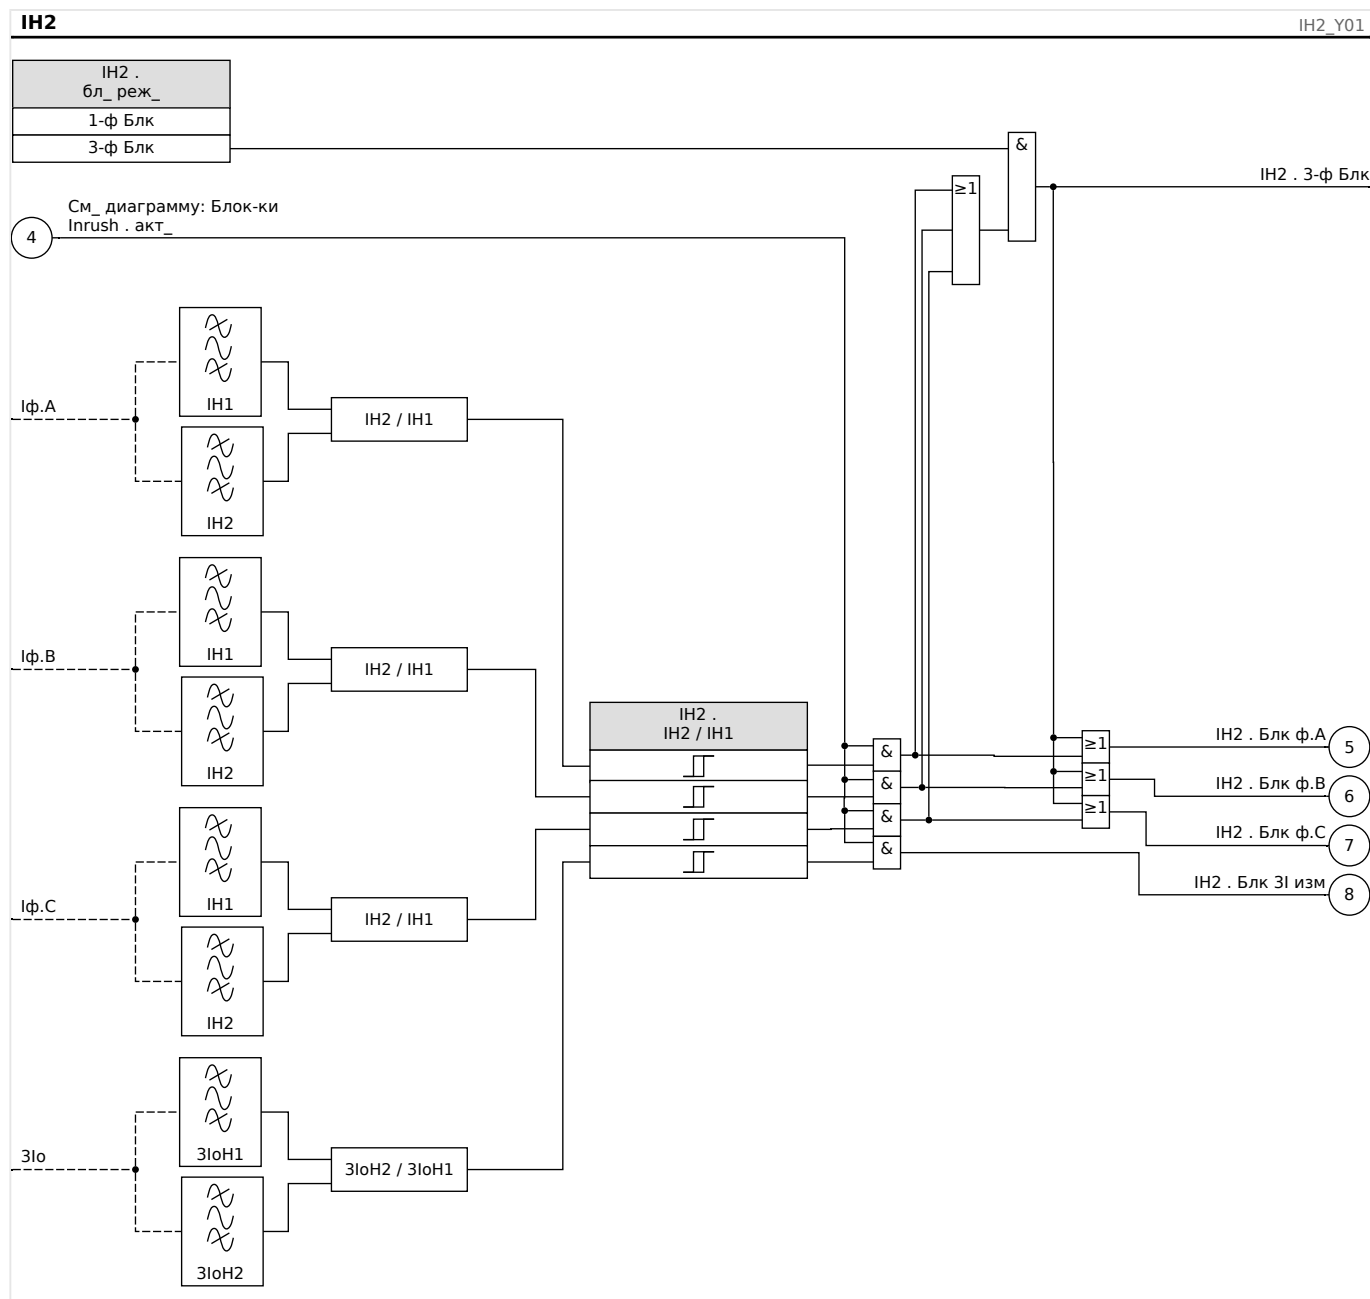 IH2
IH2_Y01
IH2 .
бл_ реж_
1-ф Блк
3-ф Блк
&
≥1
IH2 . 3-ф Блк
См_ диаграмму: Блок-ки
Inrush . акт_
4
IH1
Iф.A
IH2 / IH1
IH2
IH1
Iф.B
IH2 / IH1
IH2
IH2 .
IH2 / IH1
&
&
&
&
≥1
≥1
≥1
IH2 . Блк ф.A
5
IH2 . Блк ф.B
6
IH2 . Блк ф.C
7
IH2 . Блк 3I изм
8
IH1
Iф.C
IH2 / IH1
IH2
3IoH1
3Io
3IoH2 / 3IoH1
3IoH2